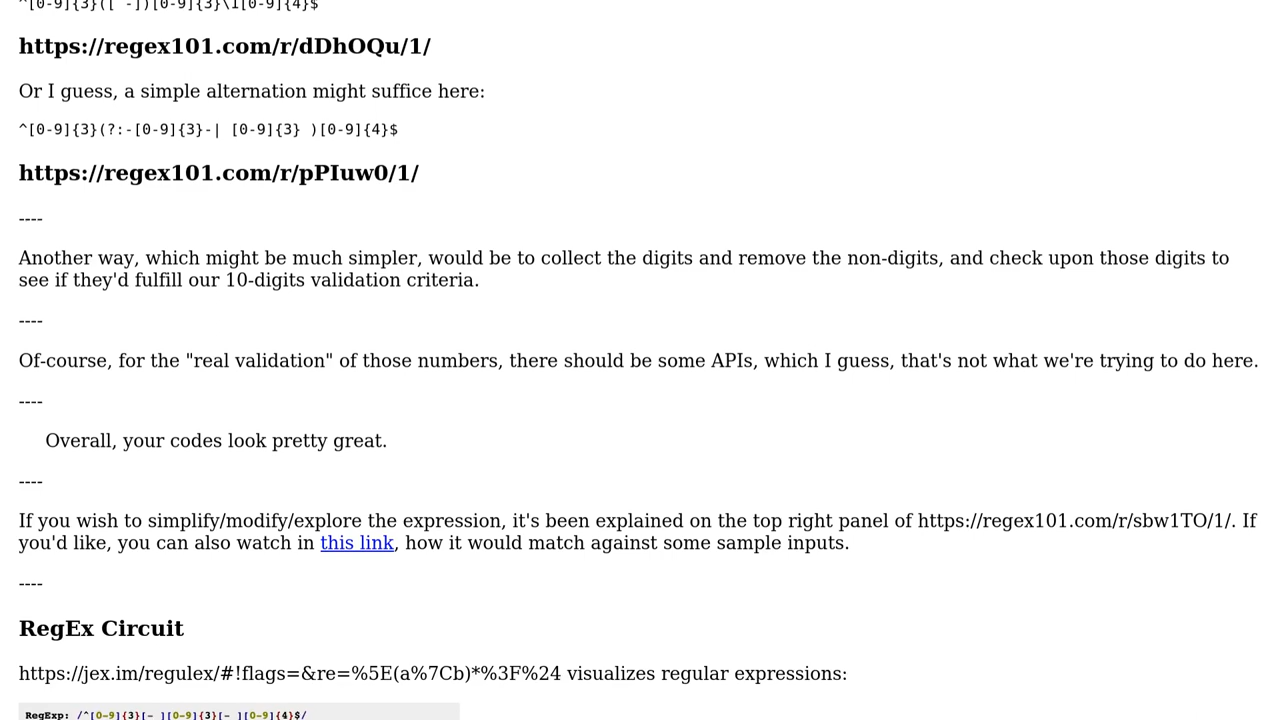 ^[0-9]{3}([ -])[0-9]{3}\1[0-9]{4}$
https://regex101.com/r/dDhOQu/1/
Or I guess, a simple alternation might suffice here:
^[0-9]{3}(?:-[0-9]{3}-| [0-9]{3} )[0-9]{4}$
https://regex101.com/r/pPIuw0/1/
----
Another way, which might be much simpler, would be to collect the digits and remove the non-digits, and check upon those digits to
see if they'd fulfill our 10-digits validation criteria.
----
Of-course, for the "real validation" of those numbers, there should be some APIs, which I guess, that's not what we're trying to do here.
----
Overall, your codes look pretty great.
----
If you wish to simplify/modify/explore the expression, it's been explained on the top right panel of https://regex101.com/r/sbw1TO/1/. If
you'd like, you can also watch in this link, how it would match against some sample inputs.
----
RegEx Circuit
https://jex.im/regulex/#!flags=&re=%5E(a%7Cb)*%3F%24 visualizes regular expressions:
RegExp: /^[0-9]{3}[- ][0-9]{3}[- ][0-9]{4}$/